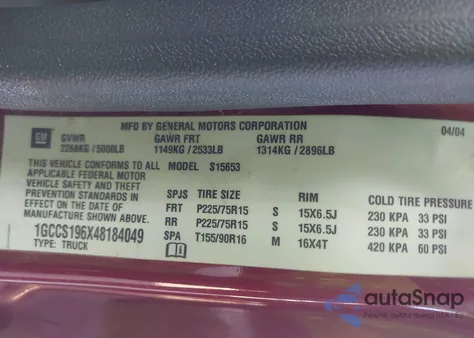 MFD BY GENERAL MOTORS CORPORATION 04/04
GM GVWR GAWR FRT GAWR RR
2268KG / 5000LB 1149KG / 2533LB 1314KG / 2896LB
THIS VEHICLE CONFORMS TO ALL MODEL S15653
APPLICABLE FEDERAL MOTOR
VEHICLE SAFETY AND THEFT SPJS TIRE SIZE RIM COLD TIRE PRESSURE
PREVENTION STANDARDS IN FRT P225/75R15 S 15X6.5J 230 KPA 33 PSI
EFFECT ON THE DATE OF RR P225/75R15 S 15X6.5J 230 KPA 33 PSI
MANUFACTURE SHOWN ABOVE.
1GCCS196X48184049 SPA T155/90R16 M 16X4T 420 KPA 60 PSI
TYPE: TRUCK
autoSnap